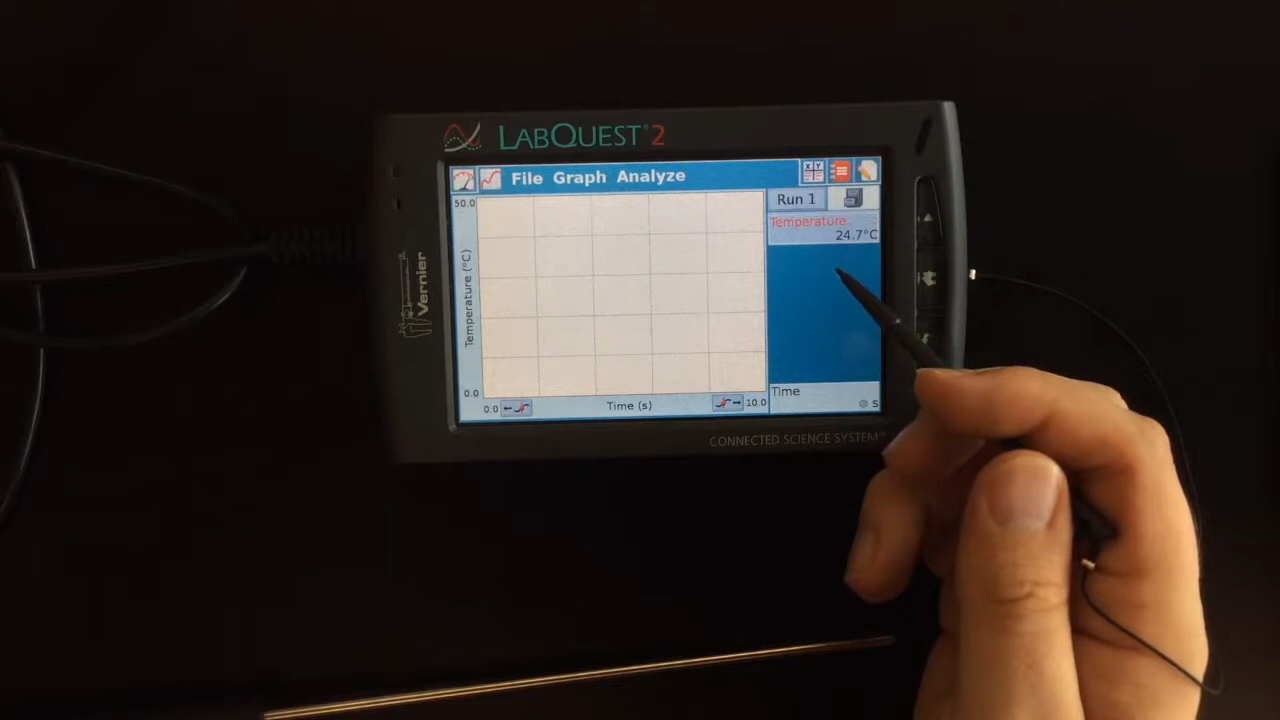 LABQUEST®2
File Graph Analyze
X Y
Run 1
50.0
Temperature
24.7°C
Temperature (°C)
Vernier
0.0
Time
0.0
Time (s)
10.0
s
CONNECTED SCIENCE SYSTEM™